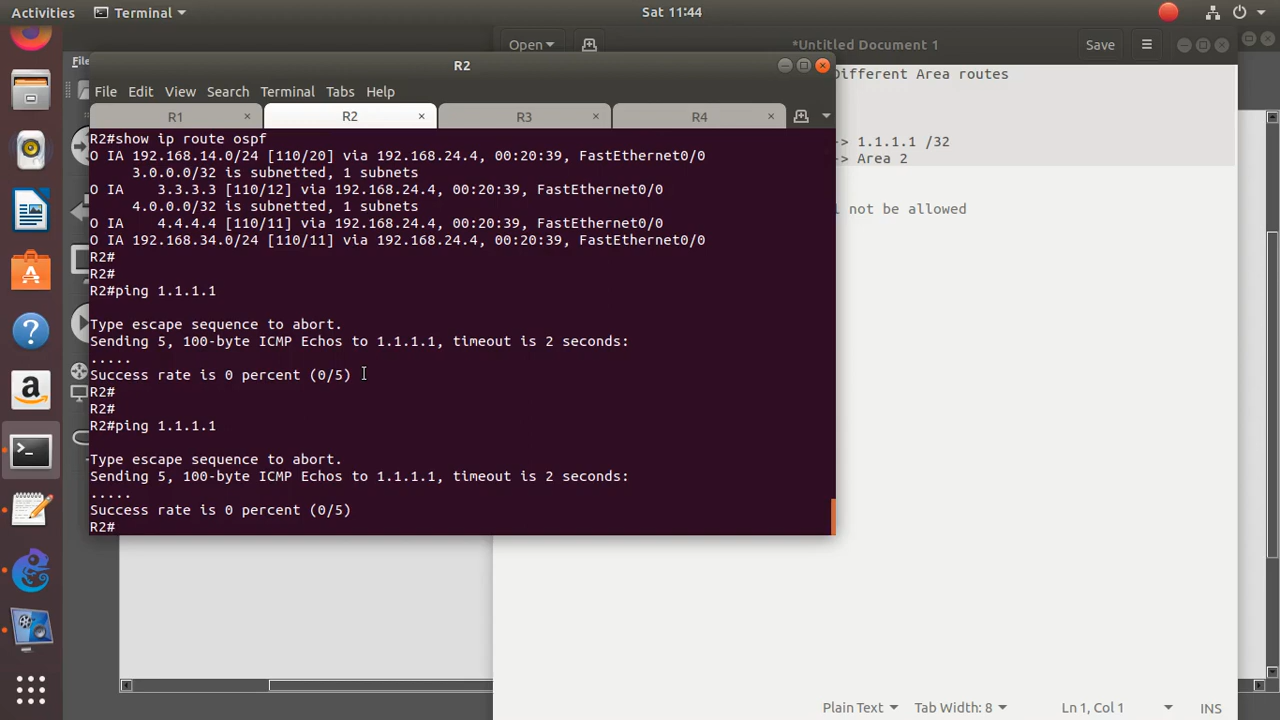 Activities Terminal Sat 11:44
Open *Untitled Document 1 Save
R2
File Edit View Search Terminal Tabs Help
R1 R2 R3 R4
R2#show ip route ospf
O IA 192.168.14.0/24 [110/20] via 192.168.24.4, 00:20:39, FastEthernet0/0
3.0.0.0/32 is subnetted, 1 subnets
O IA    3.3.3.3 [110/12] via 192.168.24.4, 00:20:39, FastEthernet0/0
4.0.0.0/32 is subnetted, 1 subnets
O IA    4.4.4.4 [110/11] via 192.168.24.4, 00:20:39, FastEthernet0/0
O IA 192.168.34.0/24 [110/11] via 192.168.24.4, 00:20:39, FastEthernet0/0
R2#
R2#
R2#ping 1.1.1.1
Type escape sequence to abort.
Sending 5, 100-byte ICMP Echos to 1.1.1.1, timeout is 2 seconds:
.....
Success rate is 0 percent (0/5)
R2#
R2#
R2#ping 1.1.1.1
Type escape sequence to abort.
Sending 5, 100-byte ICMP Echos to 1.1.1.1, timeout is 2 seconds:
.....
Success rate is 0 percent (0/5)
R2#
Different Area routes
-> 1.1.1.1 /32
-> Area 2
not be allowed
Plain Text Tab Width: 8 Ln 1, Col 1 INS